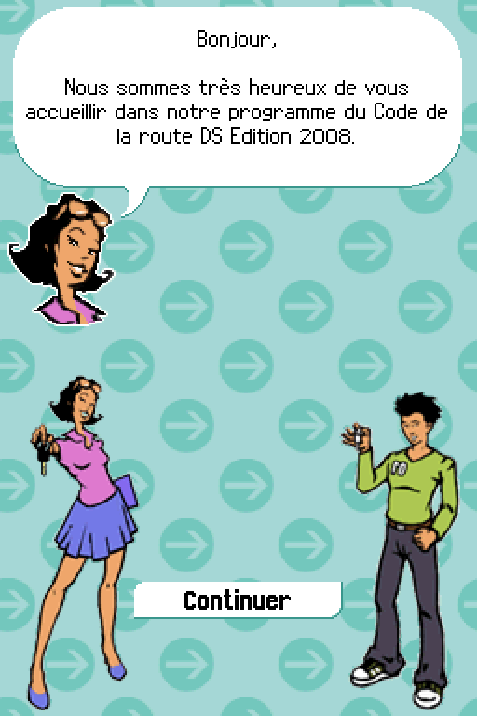 Bonjour,
Nous sommes très heureux de vous
accueillir dans notre programme du Code de
la route DS Edition 2008.
Continuer